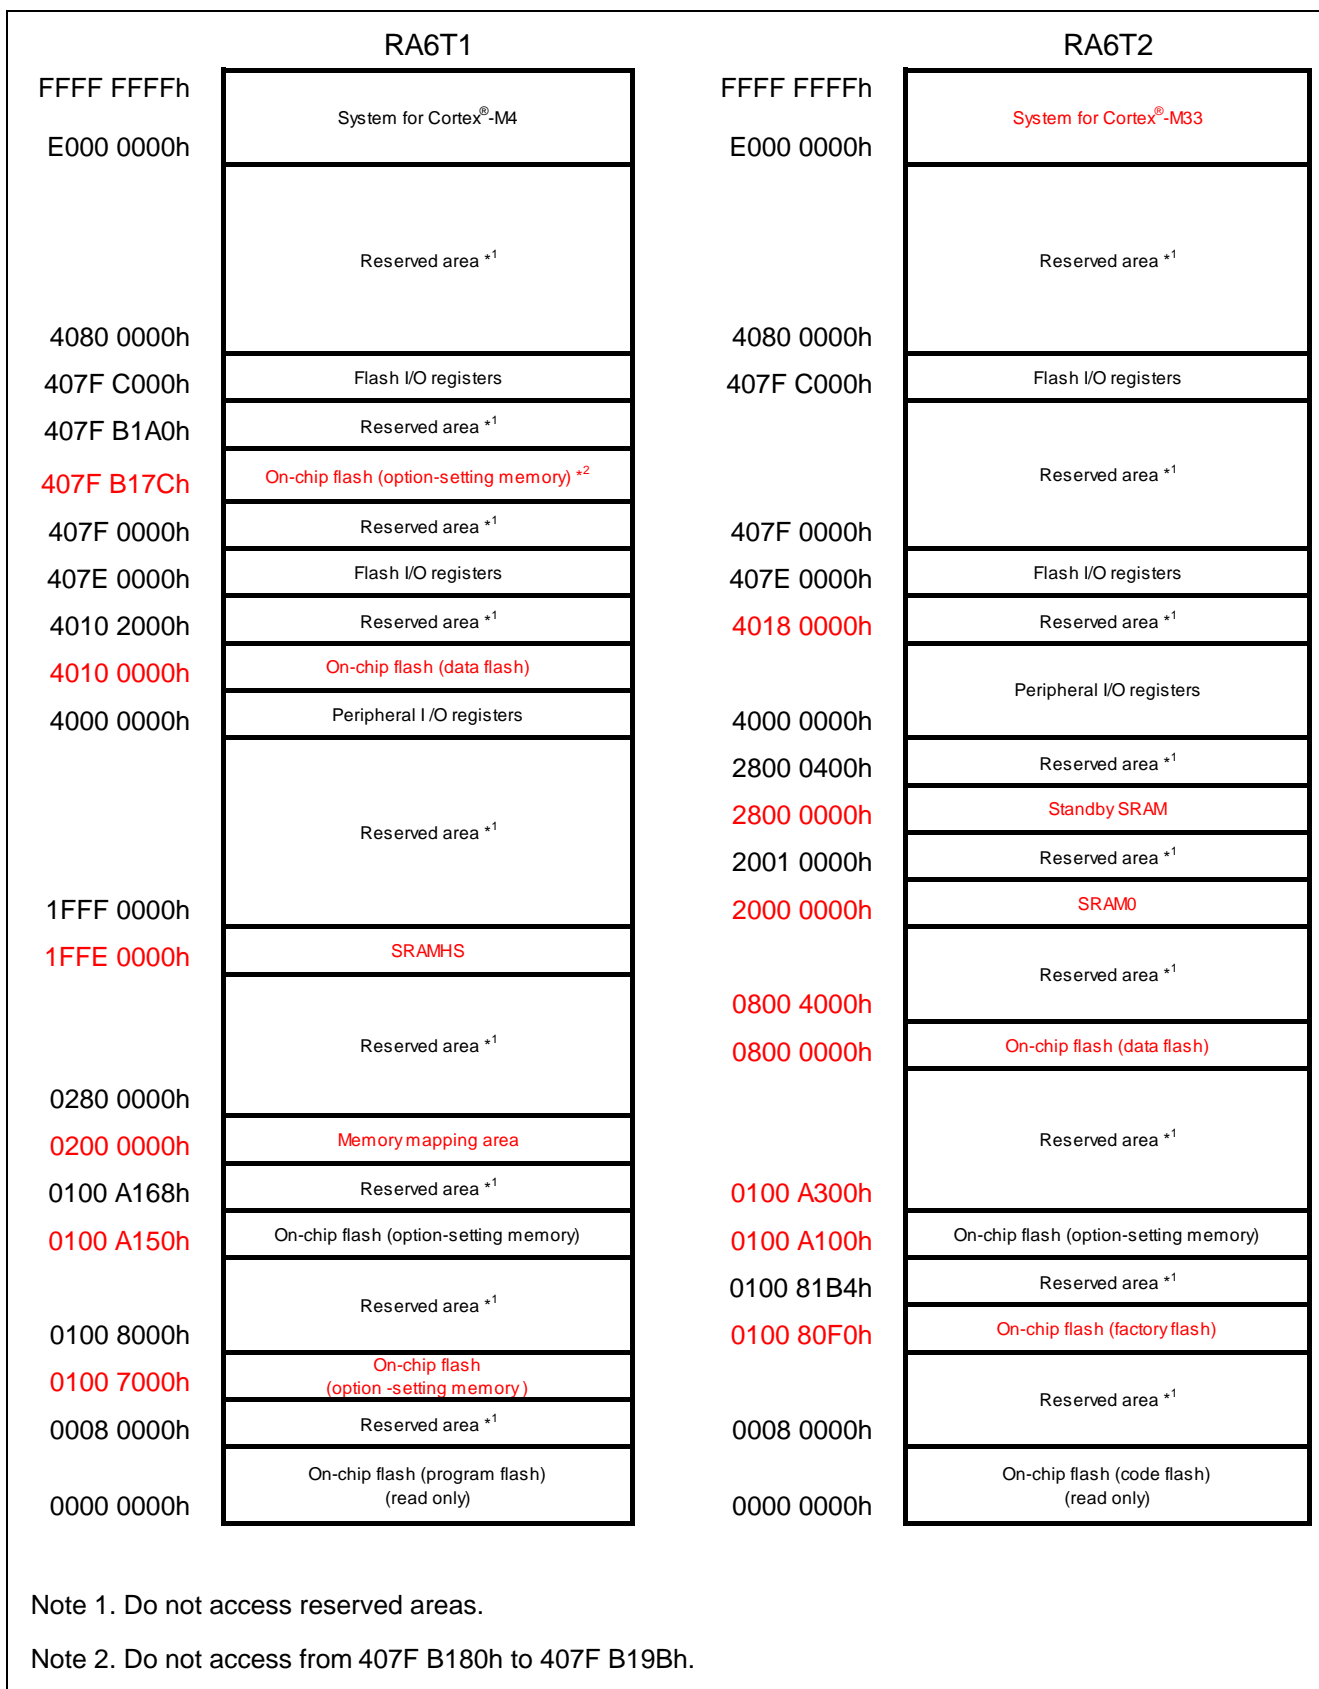 RA6T1
FFFF FFFFh
System for Cortex®-M4
E000 0000h
Reserved area *1
4080 0000h
Flash I/O registers
407F C000h
Reserved area *1
407F B1A0h
On-chip flash (option-setting memory) *2
407F B17Ch
Reserved area *1
407F 0000h
Flash I/O registers
407E 0000h
Reserved area *1
4010 2000h
On-chip flash (data flash)
4010 0000h
Peripheral I /O registers
4000 0000h
Reserved area *1
1FFF 0000h
SRAMHS
1FFE 0000h
Reserved area *1
0280 0000h
Memory mapping area
0200 0000h
Reserved area *1
0100 A168h
On-chip flash (option-setting memory)
0100 A150h
Reserved area *1
0100 8000h
On-chip flash
(option -setting memory )
0100 7000h
Reserved area *1
0008 0000h
On-chip flash (program flash)
(read only)
0000 0000h
RA6T2
FFFF FFFFh
System for Cortex®-M33
E000 0000h
Reserved area *1
4080 0000h
Flash I/O registers
407F C000h
Reserved area *1
407F 0000h
Flash I/O registers
407E 0000h
Reserved area *1
4018 0000h
Peripheral I/O registers
4000 0000h
Reserved area *1
2800 0400h
Standby SRAM
2800 0000h
Reserved area *1
2001 0000h
SRAM0
2000 0000h
Reserved area *1
0800 4000h
On-chip flash (data flash)
0800 0000h
Reserved area *1
0100 A300h
On-chip flash (option-setting memory)
0100 A100h
Reserved area *1
0100 81B4h
On-chip flash (factory flash)
0100 80F0h
Reserved area *1
0008 0000h
On-chip flash (code flash)
(read only)
0000 0000h
Note 1. Do not access reserved areas.
Note 2. Do not access from 407F B180h to 407F B19Bh.